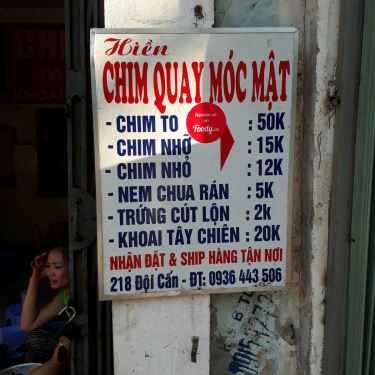 Hiền
CHIM QUAY MÓC MẬT
- CHIM TO : 50K
- CHIM NHỠ : 15K
- CHIM NHỎ : 12K
- NEM CHUA RÁN : 5K
- TRỨNG CÚT LỘN : 2k
- KHOAI TÂY CHIÊN : 20K
NHẬN ĐẶT & SHIP HÀNG TẬN NƠI
218 Đội Cấn - ĐT: 0936 443 506
Foody.vn